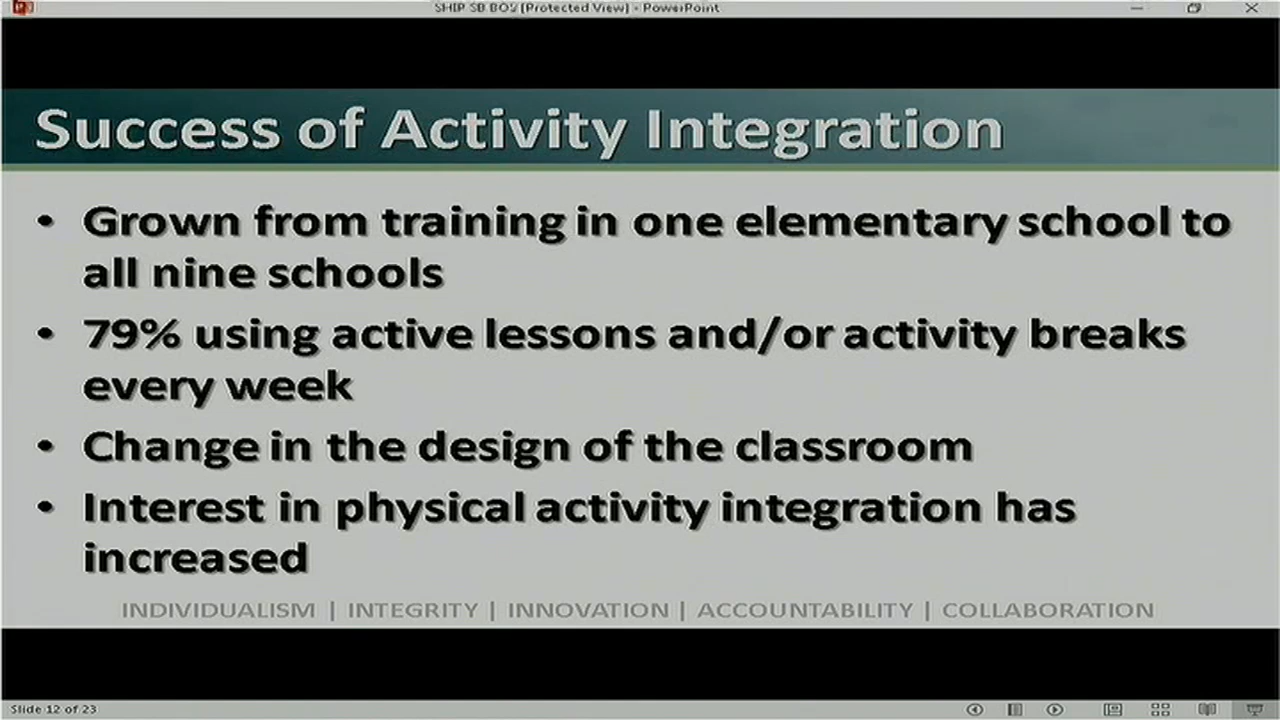 SHIP SB BOS [Protected View] - PowerPoint
Success of Activity Integration
• Grown from training in one elementary school to
all nine schools
• 79% using active lessons and/or activity breaks
every week
• Change in the design of the classroom
• Interest in physical activity integration has
increased
INDIVIDUALISM | INTEGRITY | INNOVATION | ACCOUNTABILITY | COLLABORATION
Slide 12 of 23